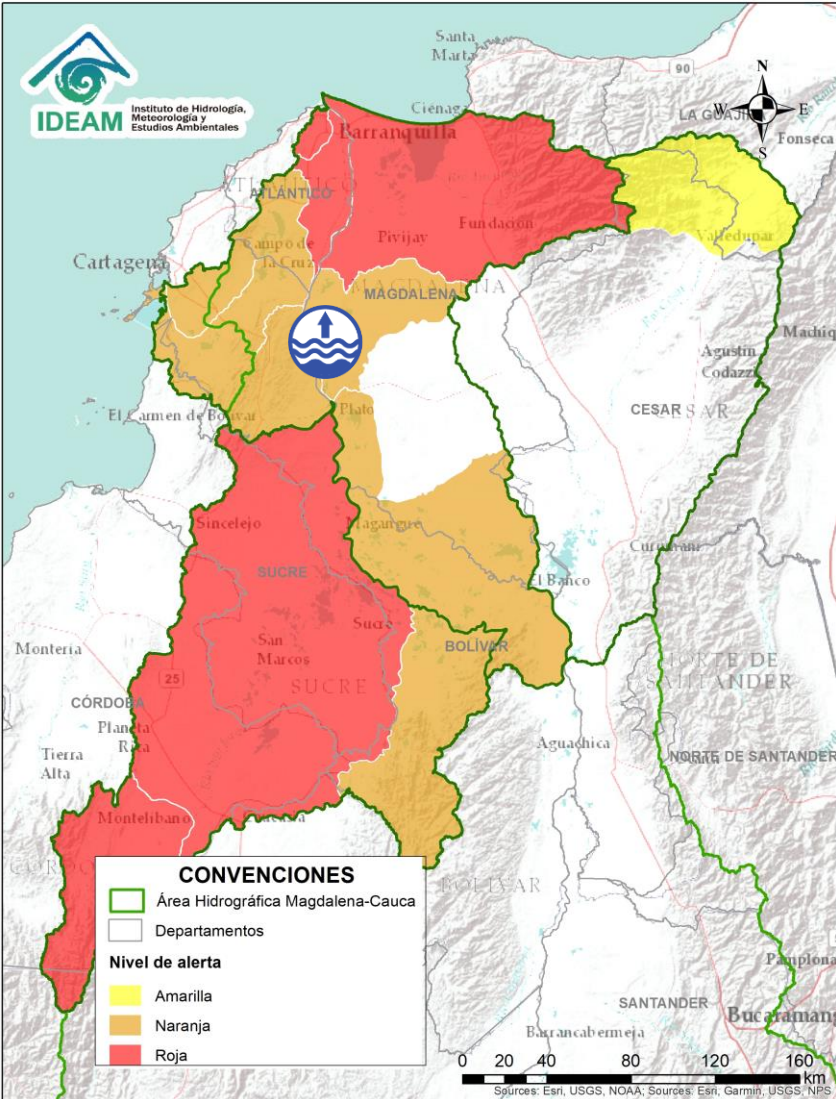 IDEAM
Instituto de Hidrología,
Meteorología y
Estudios Ambientales
Santa
Marta
90
N
W
E
S
Ciénaga
LA GUAJIRA
Fonseca
Barranquilla
ATLÁNTICO
Pivijay
Fundación
Valledupar
Cartagena
Campo de
la Cruz
MAGDALENA
Agustín
Codazzi
CESAR
CESAR
El Carmen de Bolívar
Plato
Sincelejo
Magangué
SUCRE
El Banco
Sucre
BOLÍVAR
Montería
San
Marcos
SUCRE
25
CÓRDOBA
Planeta
Rica
Tierra
Alta
Aguachica
NORTE DE
SANTANDER
NORTE DE SANTANDER
Montelíbano
BOLÍVAR
CONVENCIONES
Área Hidrográfica Magdalena-Cauca
Departamentos
Nivel de alerta
Amarilla
Naranja
Roja
Pamplona
SANTANDER
Bucaramang
Barrancabermeja
0 20 40 80 120 160
km
Sources: Esri, USGS, NOAA; Sources: Esri, Garmin, USGS, NPS